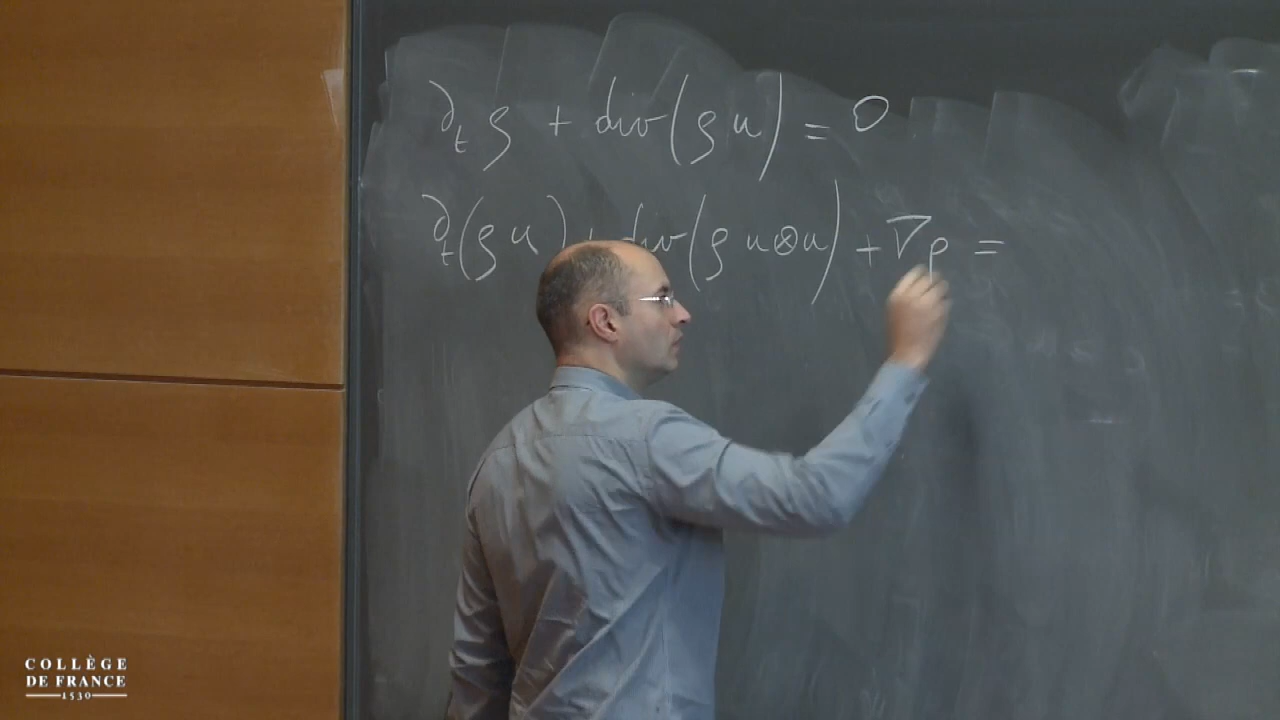 ∂ₜρ + div(ρu) = 0
∂ₜ(ρu) + div(ρu⊗u) + ∇p =
COLLÈGE
DE FRANCE
1530